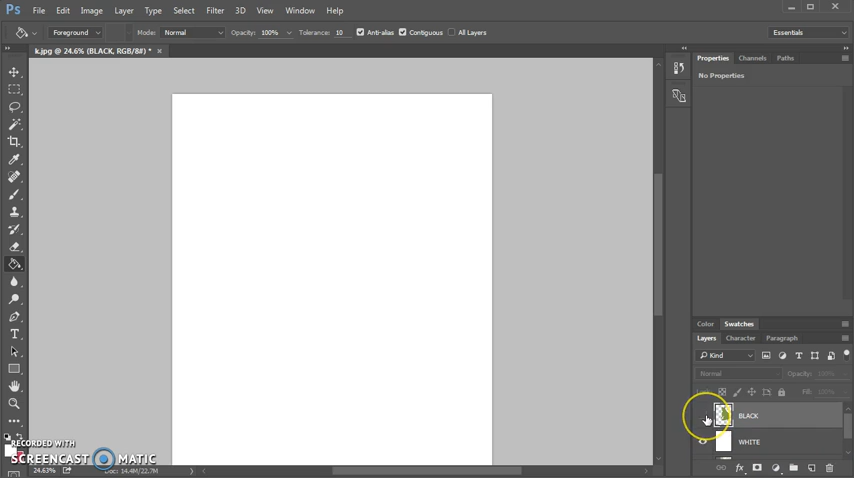 Ps File Edit Image Layer Type Select Filter 3D View Window Help
Foreground Mode: Normal Opacity: 100% Tolerance: 10 Anti-alias Contiguous All Layers Essentials
k.jpg @ 24.6% (BLACK, RGB/8#) * ×
Properties Channels Paths
No Properties
Color Swatches
Layers Character Paragraph
Kind
Normal Opacity: 100%
Lock: Fill: 100%
BLACK
WHITE
RECORDED WITH
SCREENCAST MATIC
24.63% Doc: 14.4M/22.7M